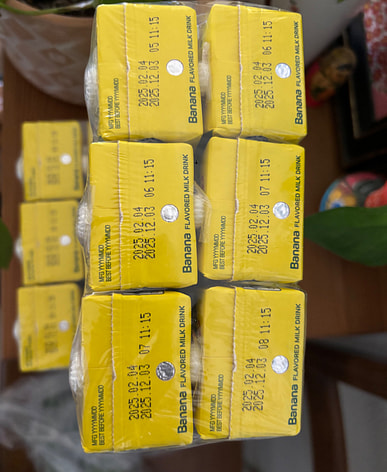 MFG YYYYMMDD
BEST BEFORE YYYYMMDD
2025.02.04
2025.12.03 05 11:15
Banana FLAVORED MILK DRINK
MFG YYYYMMDD
BEST BEFORE YYYYMMDD
2025.02.04
2025.12.03 06 11:15
Banana FLAVORED MILK DRINK
MFG YYYYMMDD
BEST BEFORE YYYYMMDD
2025.02.04
2025.12.03 06 11:15
Banana FLAVORED MILK DRINK
MFG YYYYMMDD
BEST BEFORE YYYYMMDD
2025.02.04
2025.12.03 07 11:15
Banana FLAVORED MILK DRINK
MFG YYYYMMDD
BEST BEFORE YYYYMMDD
2025.02.04
2025.12.03 07 11:15
Banana FLAVORED MILK DRINK
MFG YYYYMMDD
BEST BEFORE YYYYMMDD
2025.02.04
2025.12.03 08 11:15
Banana FLAVORED MILK DRINK